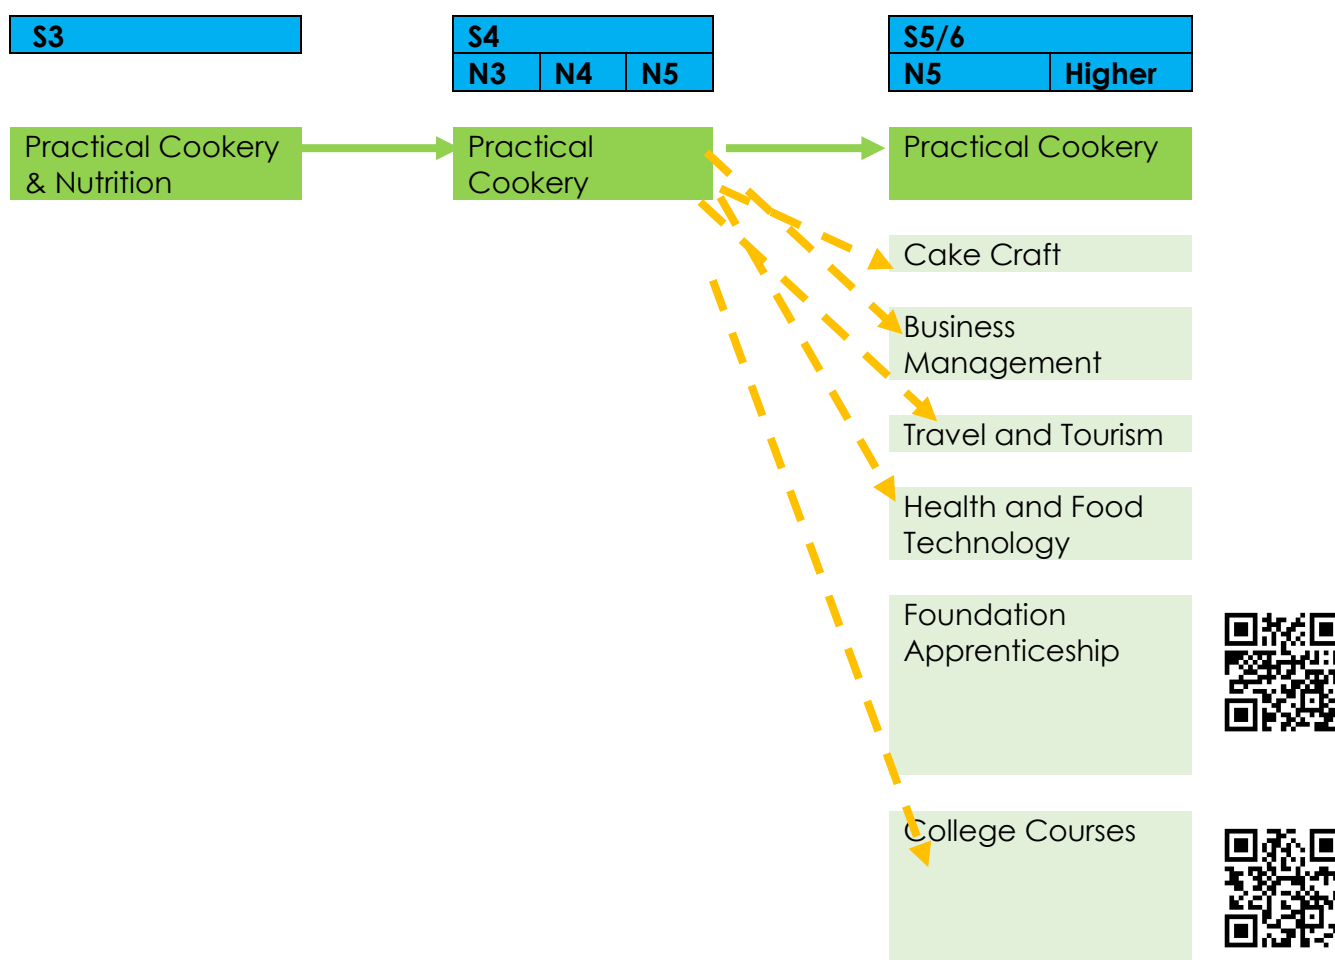 S3
S4
S5/6
N3 N4 N5
N5 Higher
Practical Cookery
& Nutrition
Practical
Cookery
Practical Cookery
Cake Craft
Business
Management
Travel and Tourism
Health and Food
Technology
Foundation
Apprenticeship
College Courses